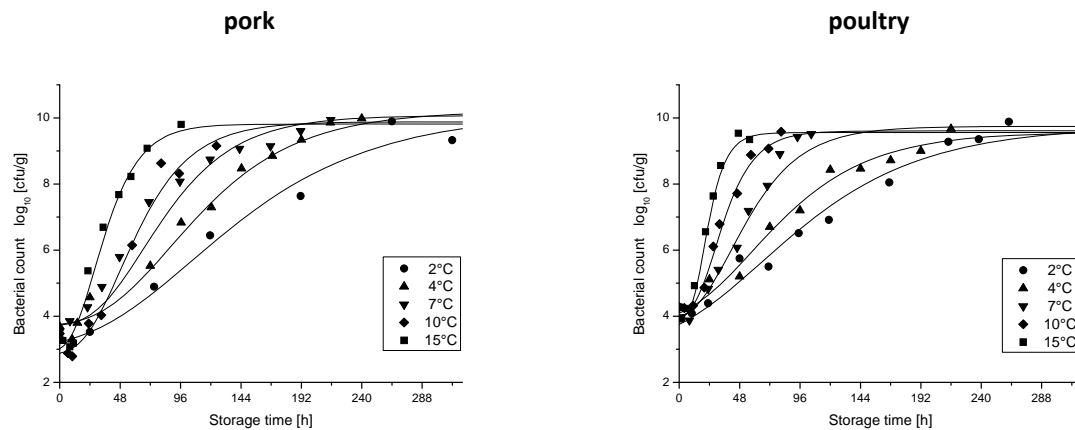 pork
poultry
10
8
6
4
2
Bacterial count log10 [cfu/g]
0 48 96 144 192 240 288
Storage time [h]
2°C
4°C
7°C
10°C
15°C
10
8
6
4
2
Bacterial count log10 [cfu/g]
0 48 96 144 192 240 288
Storage time [h]
2°C
4°C
7°C
10°C
15°C